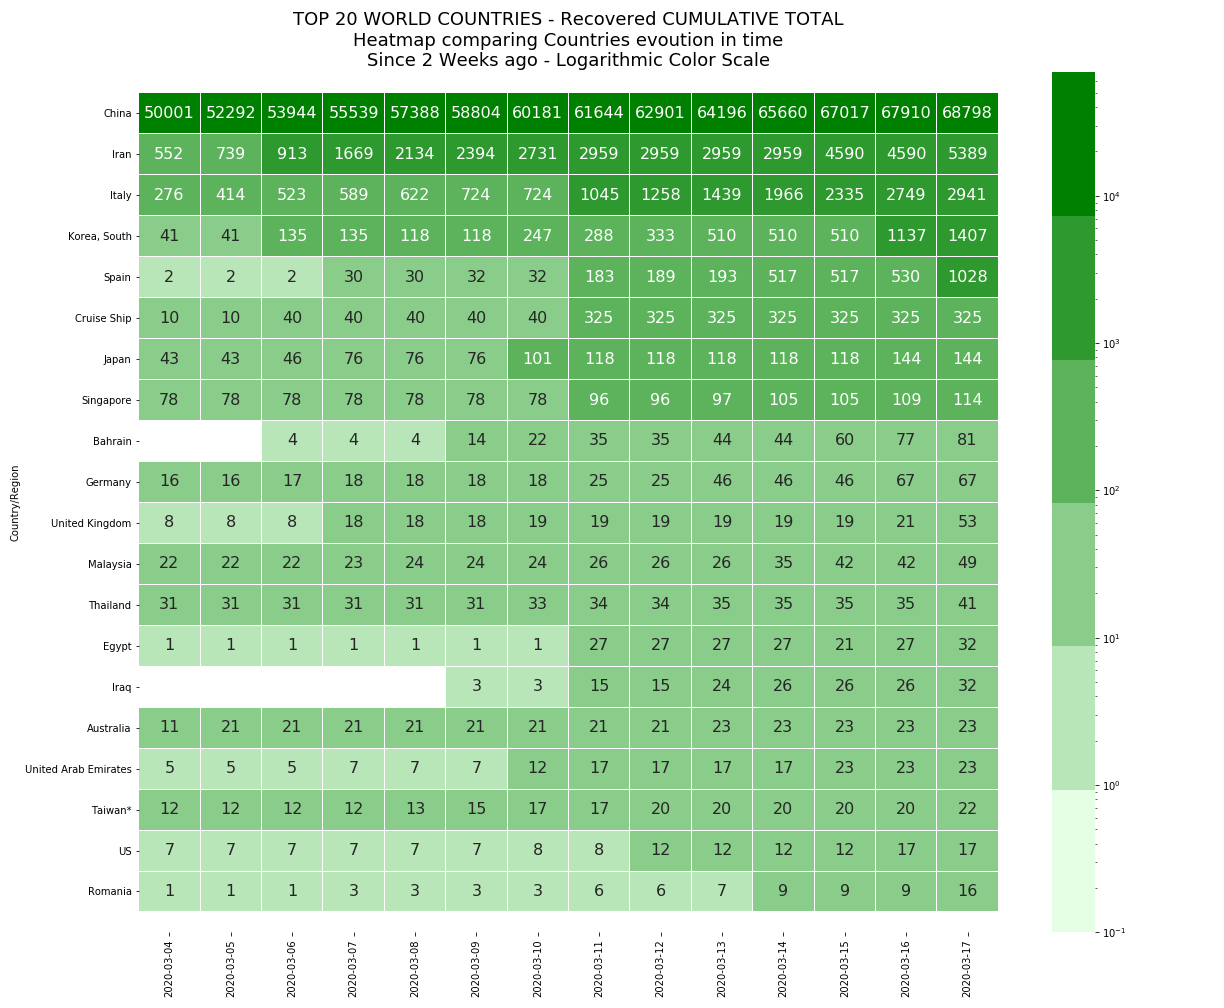 TOP 20 WORLD COUNTRIES - Recovered CUMULATIVE TOTAL
Heatmap comparing Countries evoution in time
Since 2 Weeks ago - Logarithmic Color Scale
Country/Region
China 50001 52292 53944 55539 57388 58804 60181 61644 62901 64196 65660 67017 67910 68798
Iran 552 739 913 1669 2134 2394 2731 2959 2959 2959 2959 4590 4590 5389
Italy 276 414 523 589 622 724 724 1045 1258 1439 1966 2335 2749 2941
Korea, South 41 41 135 135 118 118 247 288 333 510 510 510 1137 1407
Spain 2 2 2 30 30 32 32 183 189 193 517 517 530 1028
Cruise Ship 10 10 40 40 40 40 40 325 325 325 325 325 325 325
Japan 43 43 46 76 76 76 101 118 118 118 118 118 144 144
Singapore 78 78 78 78 78 78 78 96 96 97 105 105 109 114
Bahrain 4 4 4 14 22 35 35 44 44 60 77 81
Germany 16 16 17 18 18 18 18 25 25 46 46 46 67 67
United Kingdom 8 8 8 18 18 18 19 19 19 19 19 19 21 53
Malaysia 22 22 22 23 24 24 24 26 26 26 35 42 42 49
Thailand 31 31 31 31 31 31 33 34 34 35 35 35 35 41
Egypt 1 1 1 1 1 1 1 27 27 27 27 21 27 32
Iraq 3 3 15 15 24 26 26 26 32
Australia 11 21 21 21 21 21 21 21 21 23 23 23 23 23
United Arab Emirates 5 5 5 7 7 7 12 17 17 17 17 23 23 23
Taiwan* 12 12 12 12 13 15 17 17 20 20 20 20 20 22
US 7 7 7 7 7 7 8 8 12 12 12 12 17 17
Romania 1 1 1 3 3 3 3 6 6 7 9 9 9 16
2020-03-04 2020-03-05 2020-03-06 2020-03-07 2020-03-08 2020-03-09 2020-03-10 2020-03-11 2020-03-12 2020-03-13 2020-03-14 2020-03-15 2020-03-16 2020-03-17
10⁴
10³
10²
10¹
10⁰
10⁻¹